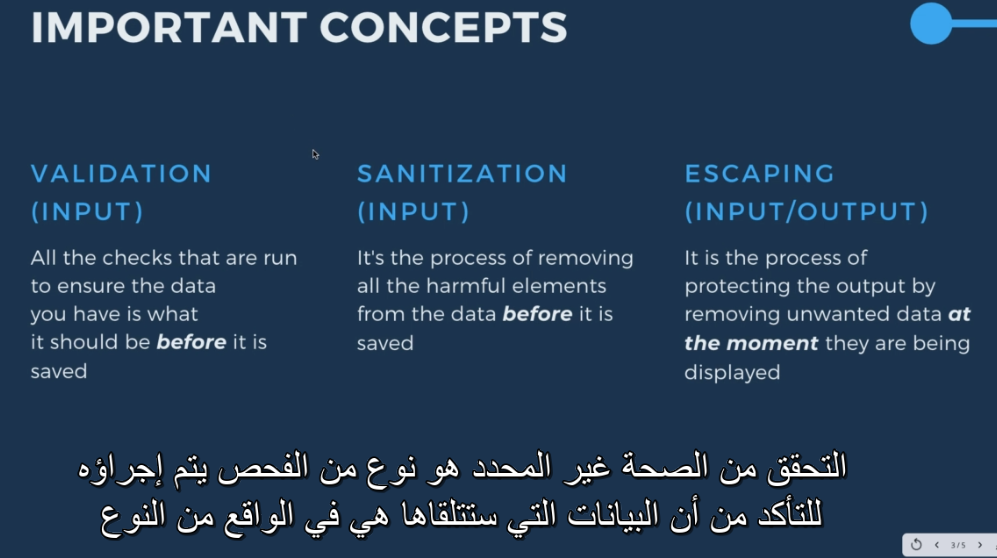 IMPORTANT CONCEPTS
VALIDATION
(INPUT)
All the checks that are run
to ensure the data
you have is what
it should be before it is
saved
SANITIZATION
(INPUT)
It's the process of removing
all the harmful elements
from the data before it is
saved
ESCAPING
(INPUT/OUTPUT)
It is the process of
protecting the output by
removing unwanted data at
the moment they are being
displayed
التحقق من الصحة غير المحدد هو نوع من الفحص يتم إجراؤه
للتأكد من أن البيانات التي ستتلقاها هي في الواقع من النوع
3/5